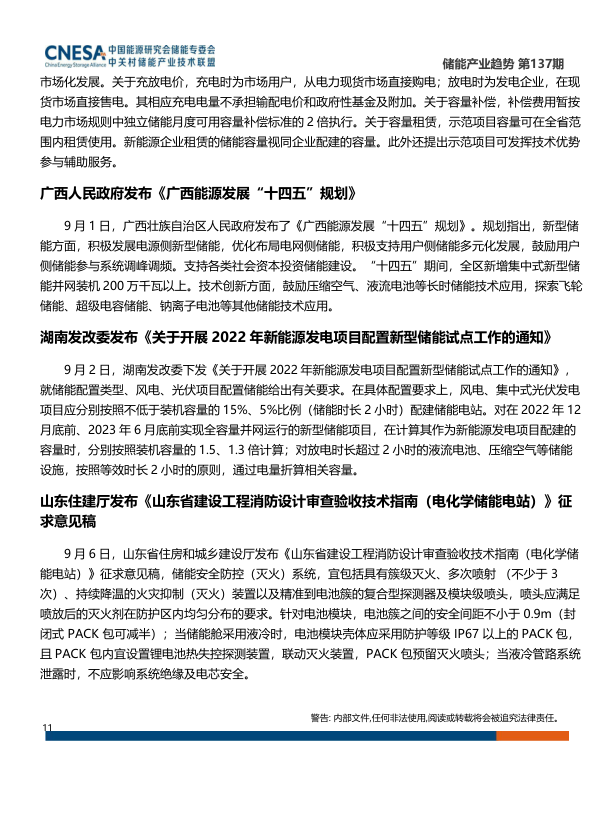 CNESA 中国能源研究会储能专委会
China Energy Storage Alliance 中关村储能产业技术联盟
储能产业趋势 第137期
市场化发展。关于充放电价，充电时为市场用户，从电力现货市场直接购电；放电时为发电企业，在现
货市场直接售电。其相应充电电量不承担输配电价和政府性基金及附加。关于容量补偿，补偿费用暂按
电力市场规则中独立储能月度可用容量补偿标准的 2 倍执行。关于容量租赁，示范项目容量可在全省范
围内租赁使用。新能源企业租赁的储能容量视同企业配建的容量。此外还提出示范项目可发挥技术优势
参与辅助服务。
广西人民政府发布《广西能源发展“十四五”规划》
9 月 1 日，广西壮族自治区人民政府发布了《广西能源发展“十四五”规划》。规划指出，新型储
能方面，积极发展电源侧新型储能，优化布局电网侧储能，积极支持用户侧储能多元化发展，鼓励用户
侧储能参与系统调峰调频。支持各类社会资本投资储能建设。“十四五”期间，全区新增集中式新型储
能并网装机 200 万千瓦以上。技术创新方面，鼓励压缩空气、液流电池等长时储能技术应用，探索飞轮
储能、超级电容储能、钠离子电池等其他储能技术应用。
湖南发改委发布《关于开展 2022 年新能源发电项目配置新型储能试点工作的通知》
9 月 2 日，湖南发改委下发《关于开展 2022 年新能源发电项目配置新型储能试点工作的通知》，
就储能配置类型、风电、光伏项目配置储能给出有关要求。在具体配置要求上，风电、集中式光伏发电
项目应分别按照不低于装机容量的 15%、5%比例（储能时长 2 小时）配建储能电站。对在 2022 年 12
月底前、2023 年 6 月底前实现全容量并网运行的新型储能项目，在计算其作为新能源发电项目配建的
容量时，分别按照装机容量的 1.5、1.3 倍计算；对放电时长超过 2 小时的液流电池、压缩空气等储能
设施，按照等效时长 2 小时的原则，通过电量折算相关容量。
山东住建厅发布《山东省建设工程消防设计审查验收技术指南（电化学储能电站）》征
求意见稿
9 月 6 日，山东省住房和城乡建设厅发布《山东省建设工程消防设计审查验收技术指南（电化学储
能电站）》征求意见稿，储能安全防控（灭火）系统，宜包括具有簇级灭火、多次喷射 （不少于 3
次）、持续降温的火灾抑制（灭火）装置以及精准到电池簇的复合型探测器及模块级喷头，喷头应满足
喷放后的灭火剂在防护区内均匀分布的要求。针对电池模块，电池簇之间的安全间距不小于 0.9m（封
闭式 PACK 包可减半）；当储能舱采用液冷时，电池模块壳体应采用防护等级 IP67 以上的 PACK 包，
且 PACK 包内宜设置锂电池热失控探测装置，联动灭火装置，PACK 包预留灭火喷头；当液冷管路系统
泄露时，不应影响系统绝缘及电芯安全。
警告: 内部文件,任何非法使用,阅读或转载将会被追究法律责任。
11